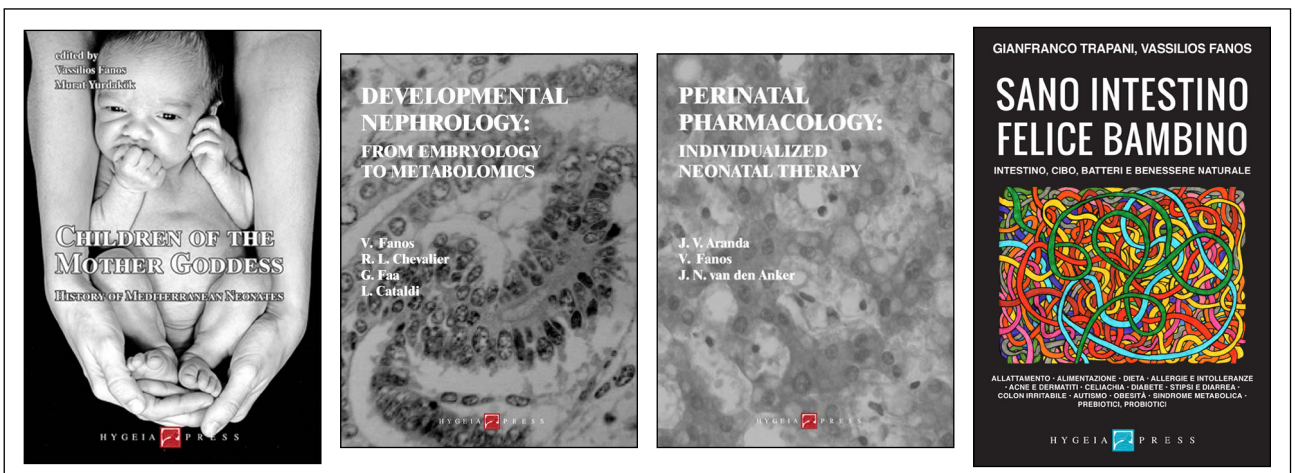 edited by
Vassilios Fanos
Murat Yurdakök
CHILDREN OF THE
MOTHER GODDESS
HISTORY OF MEDITERRANEAN NEONATES
HYGEIA PRESS
DEVELOPMENTAL
NEPHROLOGY:
FROM EMBRYOLOGY
TO METABOLOMICS
V. Fanos
R. L. Chevalier
G. Faa
L. Cataldi
HYGEIA PRESS
PERINATAL
PHARMACOLOGY:
INDIVIDUALIZED
NEONATAL THERAPY
J. V. Aranda
V. Fanos
J. N. van den Anker
HYGEIA PRESS
GIANFRANCO TRAPANI, VASSILIOS FANOS
SANO INTESTINO
FELICE BAMBINO
INTESTINO, CIBO, BATTERI E BENESSERE NATURALE
ALLATTAMENTO · ALIMENTAZIONE · DIETA · ALLERGIE E INTOLLERANZE
· ACNE E DERMATITI · CELIACHIA · DIABETE · STIPSI E DIARREA ·
COLON IRRITABILE · AUTISMO · OBESITÀ · SINDROME METABOLICA ·
PREBIOTICI, PROBIOTICI
HYGEIA PRESS